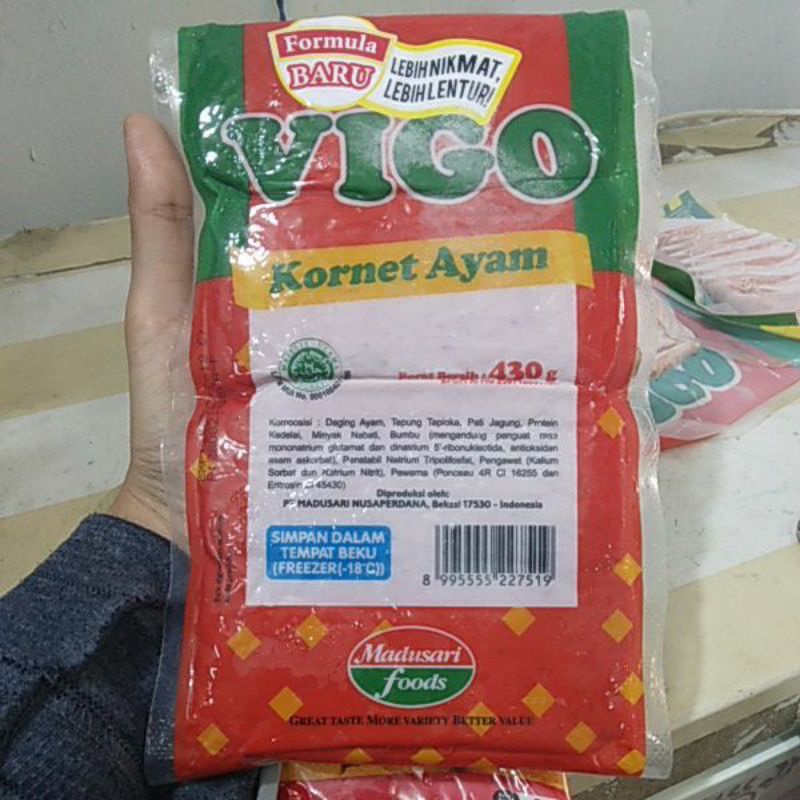 Formula
BARU
LEBIH NIKMAT,
LEBIH LENTUR!
VIGO
Kornet Ayam
Berat Bersih : 430 g
Komposisi : Daging Ayam, Tepung Tapioka, Pati Jagung, Protein
Kedelai, Minyak Nabati, Bumbu (mengandung penguat rasa
mononatrium glutamat dan dinatrium 5'-ribonukleotida, antioksidan
asam askorbat), Penstabil Natrium Tripolifosfat, Pengawet (Kalium
Sorbat dan Natrium Nitrit), Pewarna (Ponceau 4R CI 16255 dan
Eritrosin CI 45430)
Diproduksi oleh:
PT MADUSARI NUSAPERDANA, Bekasi 17530 - Indonesia
SIMPAN DALAM
TEMPAT BEKU
(FREEZER(-18°C))
8 995555 227519
Madusari
foods
GREAT TASTE MORE VARIETY BETTER VALUE